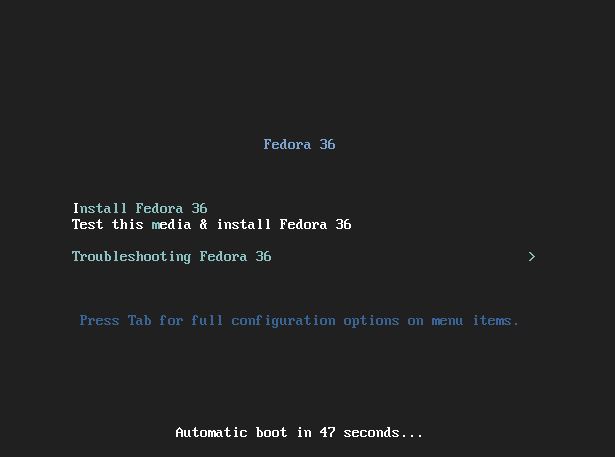 Fedora 36
Install Fedora 36
Test this media & install Fedora 36
Troubleshooting Fedora 36 >
Press Tab for full configuration options on menu items.
Automatic boot in 47 seconds...